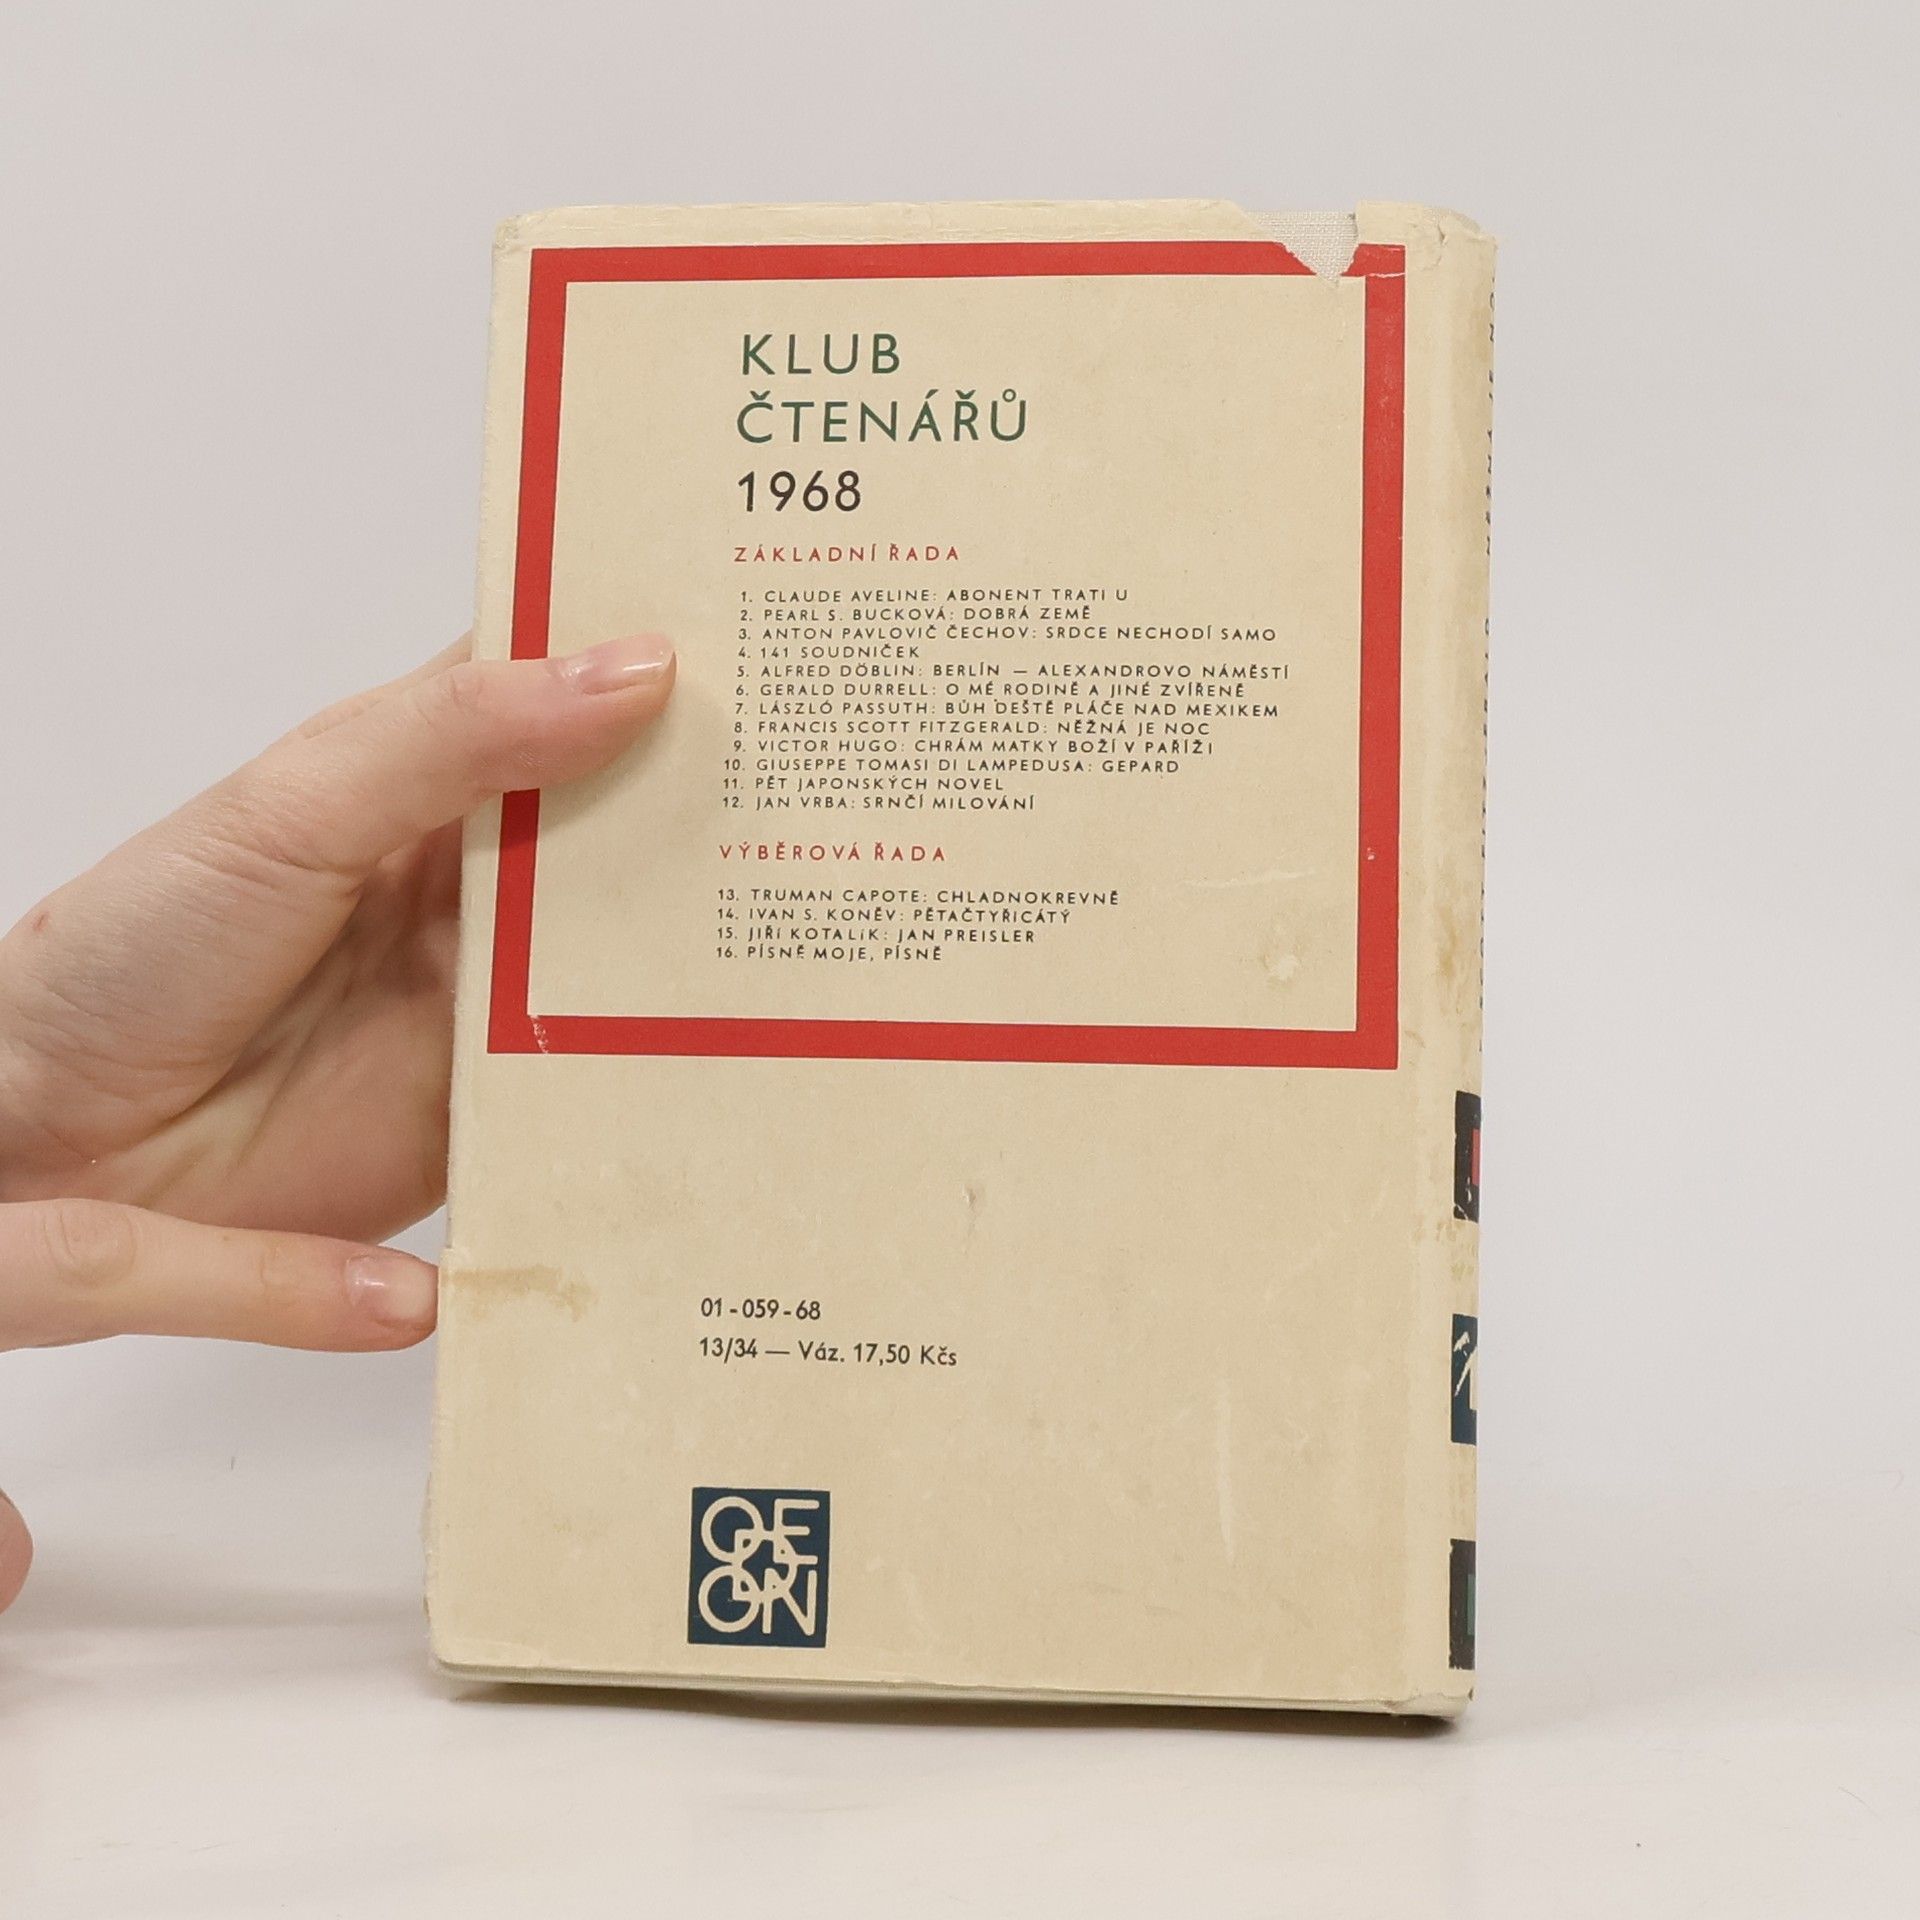 KLUB
ČTENÁŘŮ
1968
ZÁKLADNÍ ŘADA
1. CLAUDE AVELINE: ABONENT TRATI U
2. PEARL S. BUCKOVÁ: DOBRÁ ZEMĚ
3. ANTON PAVLOVIČ ČECHOV: SRDCE NECHODÍ SAMO
4. 141 SOUDNIČEK
5. ALFRED DÖBLIN: BERLÍN — ALEXANDROVO NÁMĚSTÍ
6. GERALD DURRELL: O MÉ RODINĚ A JINÉ ZVÍŘENĚ
7. LÁSZLÓ PASSUTH: BŮH DEŠTĚ PLÁČE NAD MEXIKEM
8. FRANCIS SCOTT FITZGERALD: NĚŽNÁ JE NOC
9. VICTOR HUGO: CHRÁM MATKY BOŽÍ V PAŘÍŽI
10. GIUSEPPE TOMASI DI LAMPEDUSA: GEPARD
11. PĚT JAPONSKÝCH NOVEL
12. JAN VRBA: SRNČÍ MILOVÁNÍ
VÝBĚROVÁ ŘADA
13. TRUMAN CAPOTE: CHLADNOKREVNĚ
14. IVAN S. KONĚV: PĚTAČTYŘICÁTÝ
15. JIŘÍ KOTALÍK: JAN PREISLER
16. PÍSNĚ MOJE, PÍSNĚ
01-059-68
13/34 — Váz. 17,50 Kčs
ODEON